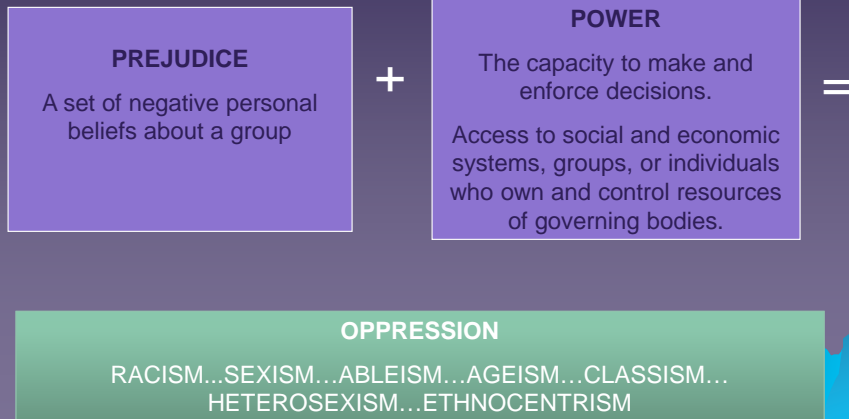 PREJUDICE
A set of negative personal
beliefs about a group
+
POWER
The capacity to make and
enforce decisions.
Access to social and economic
systems, groups, or individuals
who own and control resources
of governing bodies.
=
OPPRESSION
RACISM...SEXISM…ABLEISM…AGEISM…CLASSISM…
HETEROSEXISM…ETHNOCENTRISM